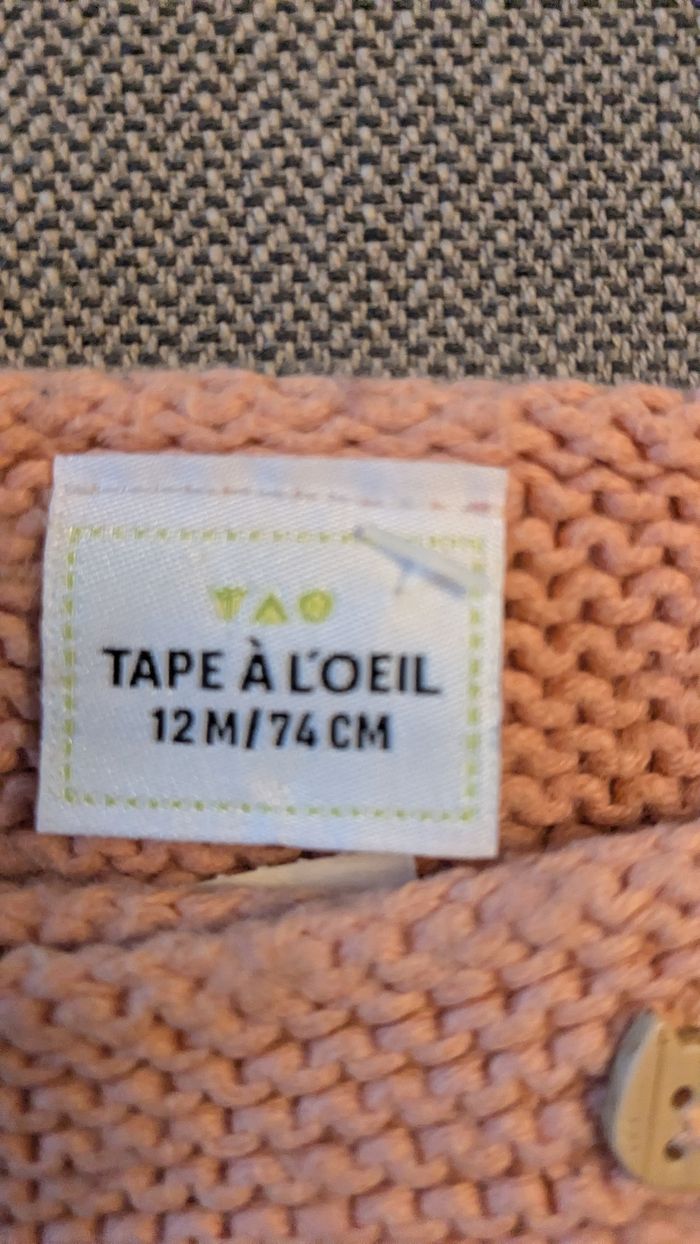 TAO
TAPE À L'OEIL
12 M/74 CM